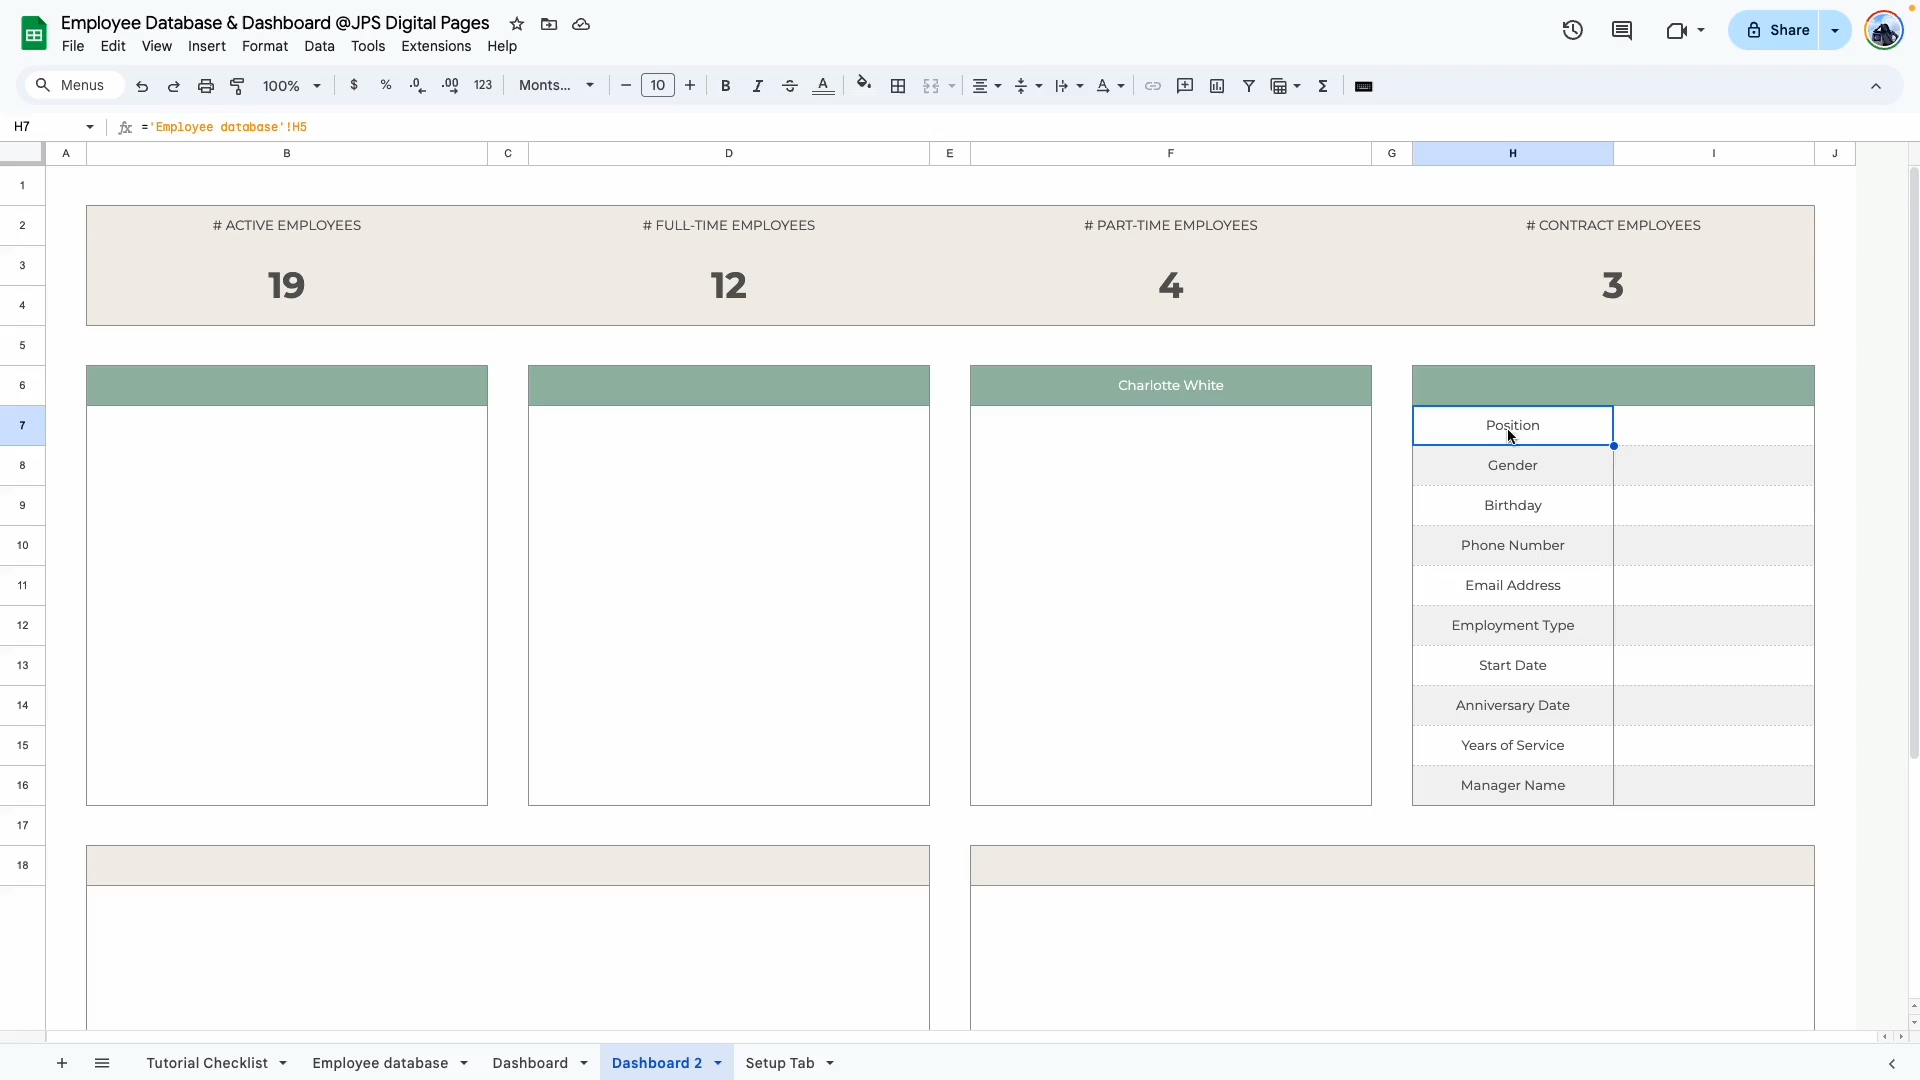 Employee Database & Dashboard @JPS Digital Pages
File Edit View Insert Format Data Tools Extensions Help
Share
Menus 100% $ % .0 .00 123 Monts... − 10 + B I A
H7 ='Employee database'!H5
A B C D E F G H I J
1
2 # ACTIVE EMPLOYEES # FULL-TIME EMPLOYEES # PART-TIME EMPLOYEES # CONTRACT EMPLOYEES
3
19 12 4 3
4
5
6 Charlotte White
7 Position
8 Gender
9 Birthday
10 Phone Number
11 Email Address
12 Employment Type
13 Start Date
14 Anniversary Date
15 Years of Service
16 Manager Name
17
18
Tutorial Checklist Employee database Dashboard Dashboard 2 Setup Tab